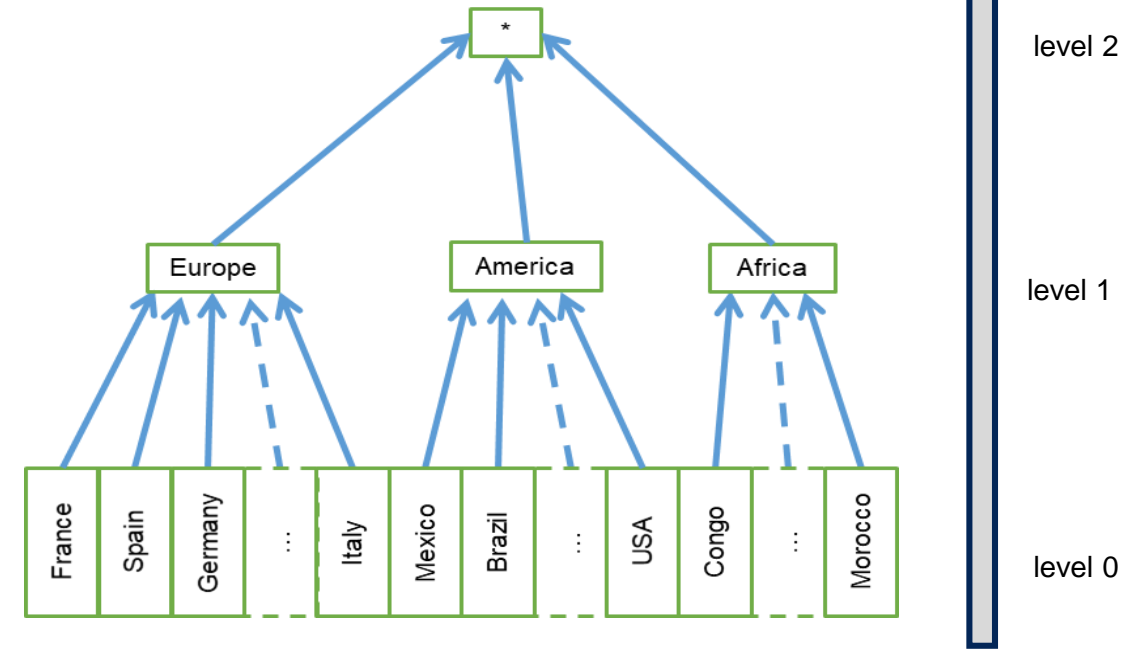 *
level 2
Europe
America
Africa
level 1
France
Spain
Germany
...
Italy
Mexico
Brazil
...
USA
Congo
...
Morocco
level 0